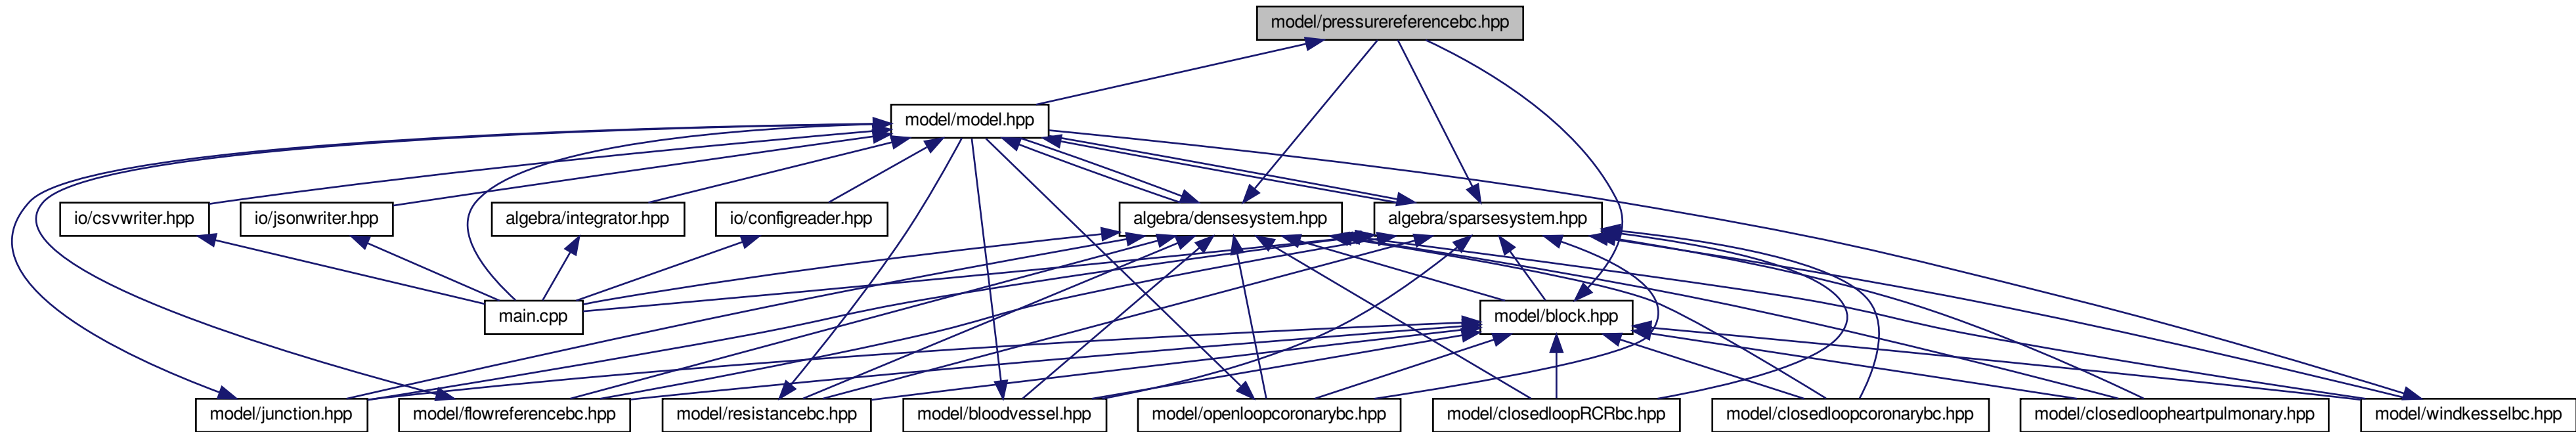 model/pressurereferencebc.hpp
model/model.hpp
io/csvwriter.hpp
io/jsonwriter.hpp
algebra/integrator.hpp
io/configreader.hpp
algebra/densesystem.hpp
algebra/sparsesystem.hpp
main.cpp
model/block.hpp
model/junction.hpp
model/flowreferencebc.hpp
model/resistancebc.hpp
model/bloodvessel.hpp
model/openloopcoronarybc.hpp
model/closedloopRCRbc.hpp
model/closedloopcoronarybc.hpp
model/closedloopheartpulmonary.hpp
model/windkesselbc.hpp